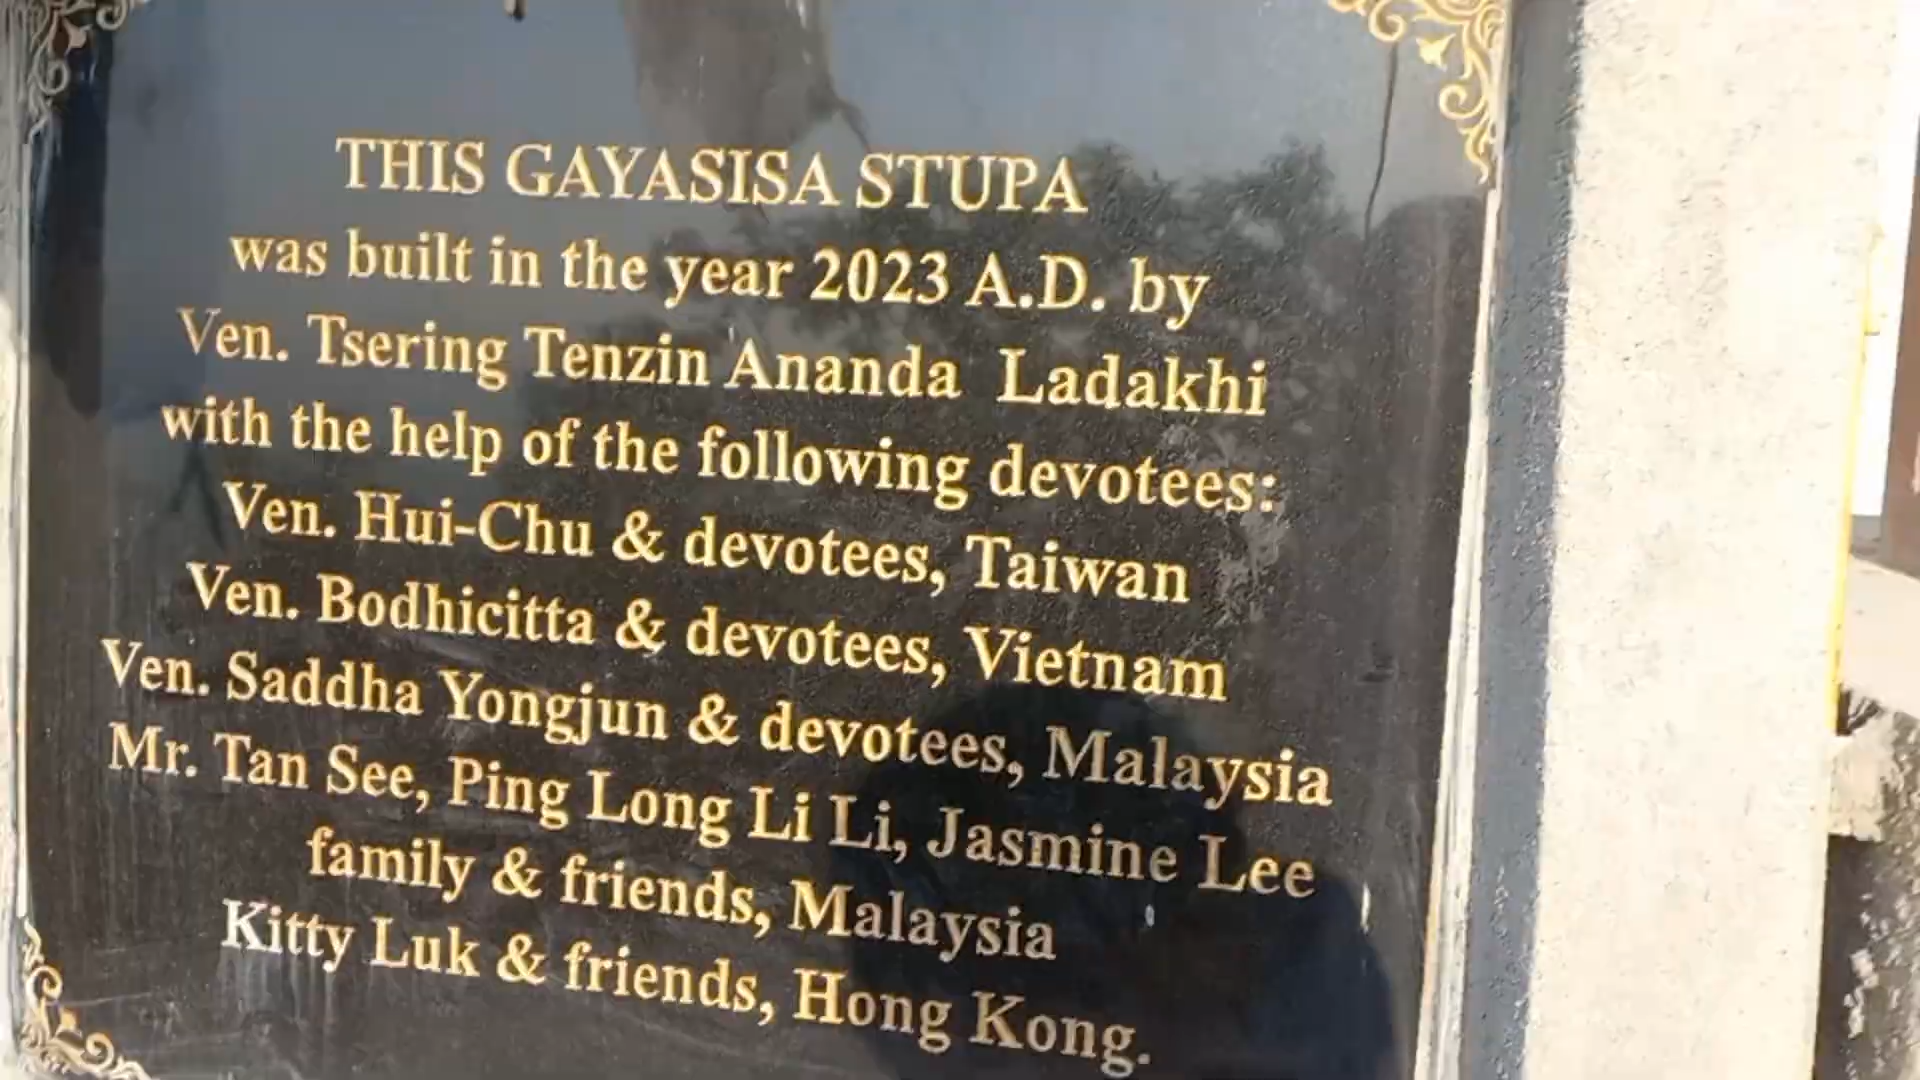 THIS GAYASISA STUPA
was built in the year 2023 A.D. by
Ven. Tsering Tenzin Ananda Ladakhi
with the help of the following devotees:
Ven. Hui-Chu & devotees, Taiwan
Ven. Bodhicitta & devotees, Vietnam
Ven. Saddha Yongjun & devotees, Malaysia
Mr. Tan See, Ping Long Li Li, Jasmine Lee
family & friends, Malaysia
Kitty Luk & friends, Hong Kong.